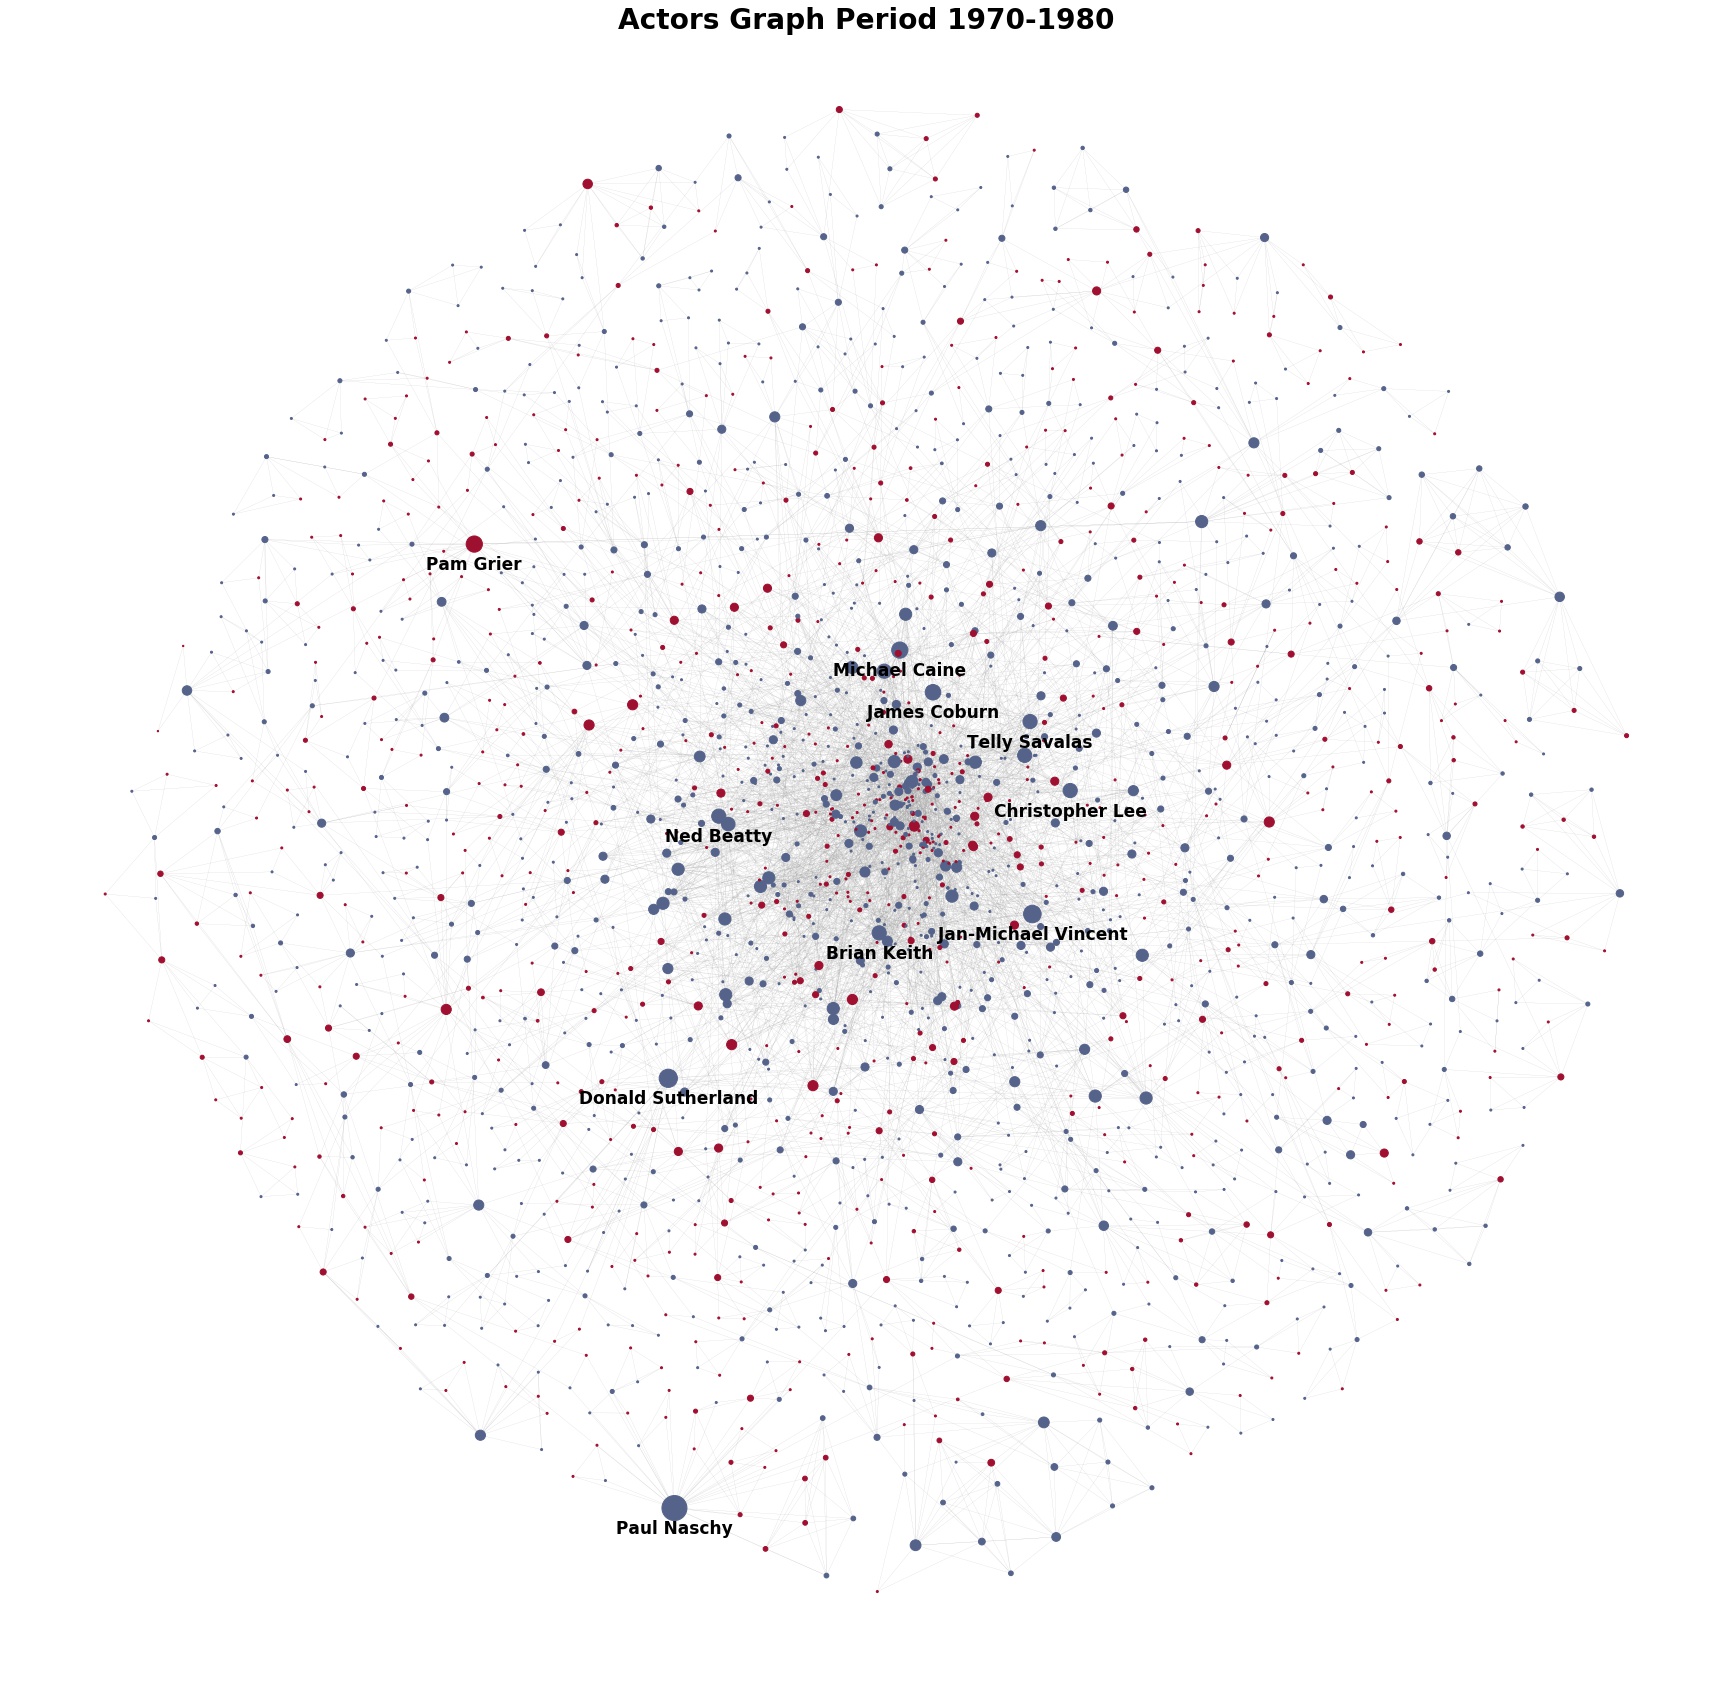 Actors Graph Period 1970-1980
Pam Grier
Michael Caine
James Coburn
Telly Savalas
Christopher Lee
Ned Beatty
Jan-Michael Vincent
Brian Keith
Donald Sutherland
Paul Naschy